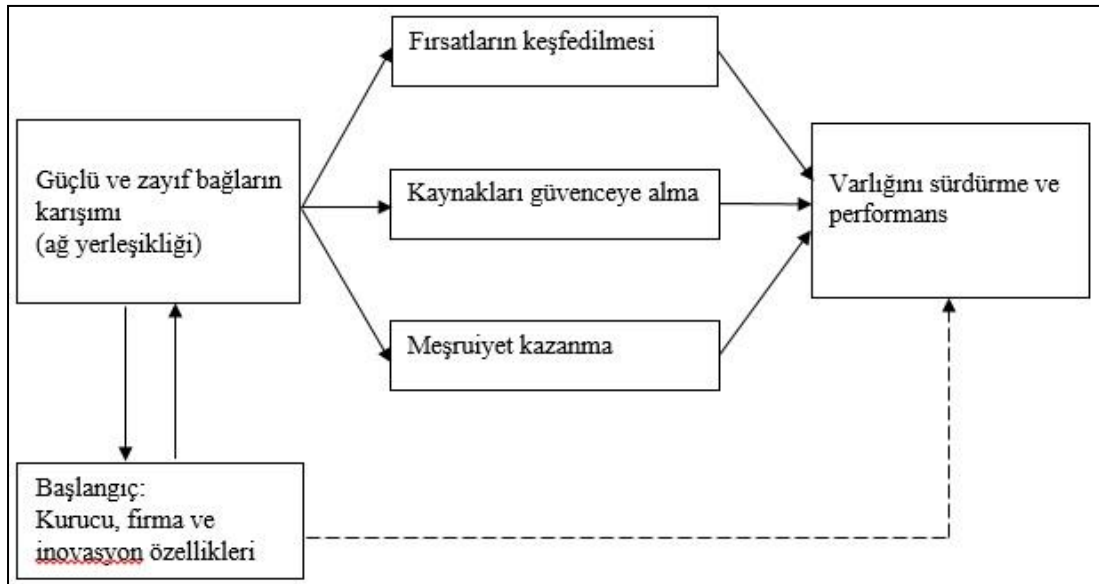 Fırsatların keşfedilmesi
Güçlü ve zayıf bağların
karışımı
(ağ yerleşikliği)
Kaynakları güvenceye alma
Varlığını sürdürme ve
performans
Meşruiyet kazanma
Başlangıç:
Kurucu, firma ve
inovasyon özellikleri